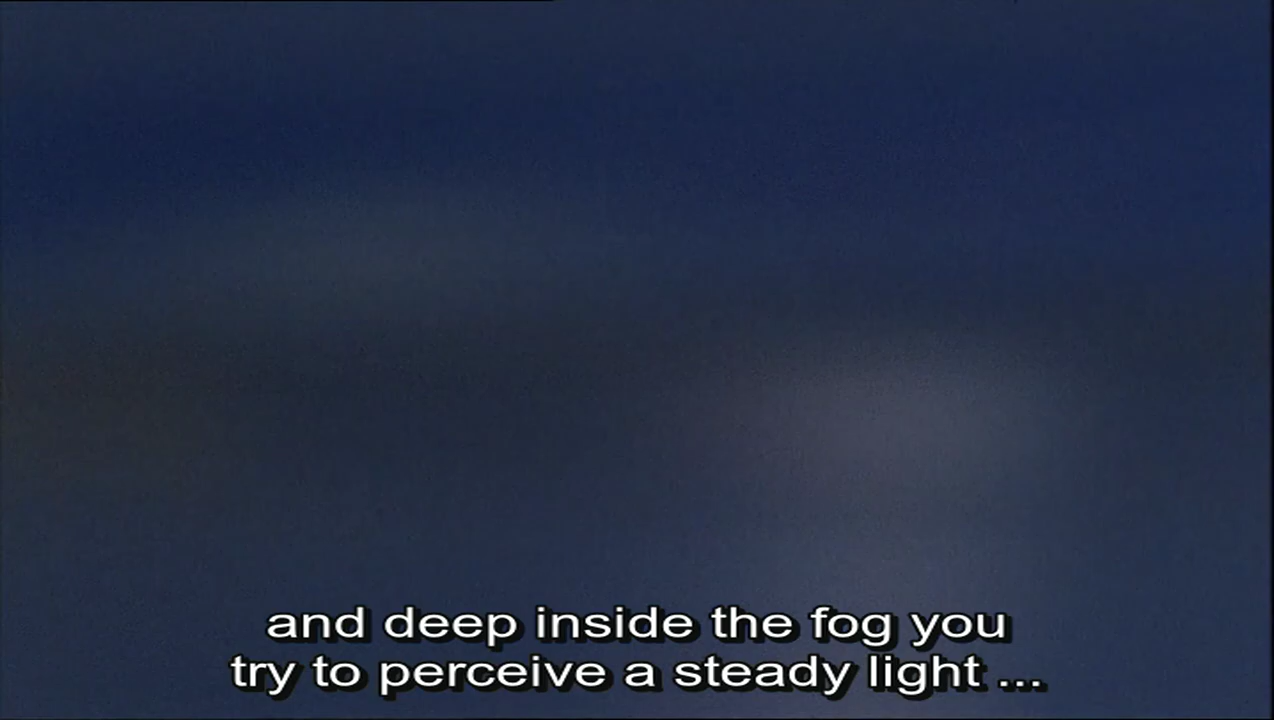 and deep inside the fog you
try to perceive a steady light ...